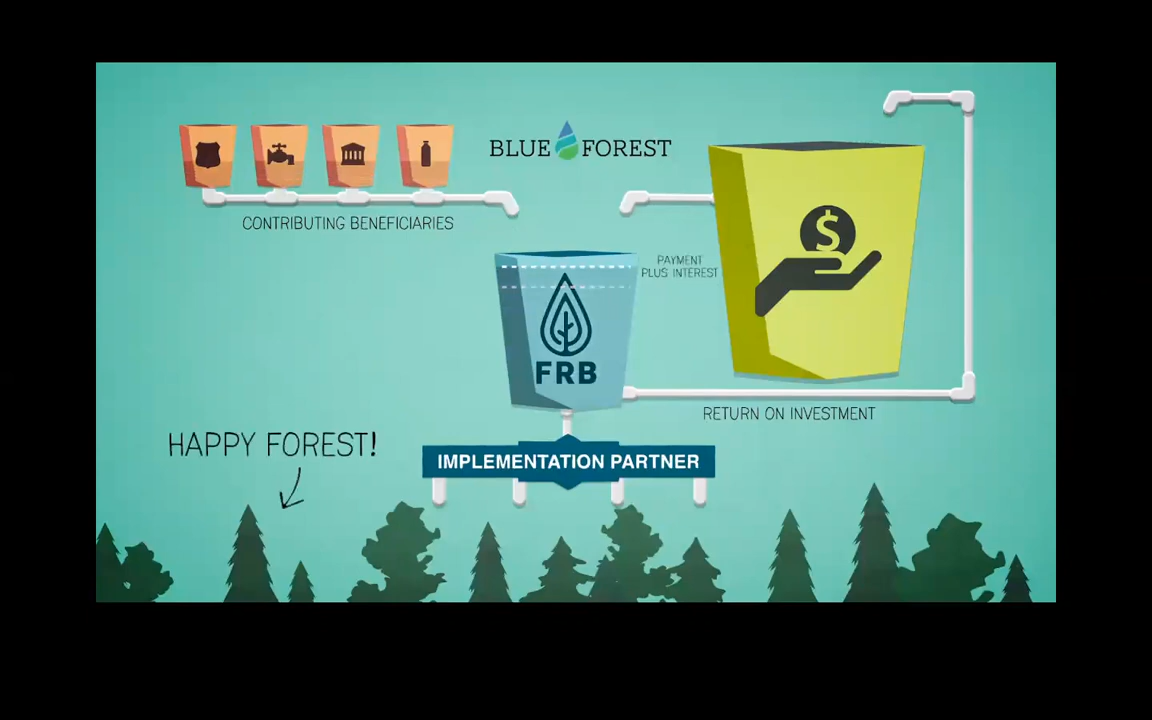 BLUE FOREST
CONTRIBUTING BENEFICIARIES
PAYMENT
PLUS INTEREST
$
FRB
RETURN ON INVESTMENT
HAPPY FOREST!
IMPLEMENTATION PARTNER